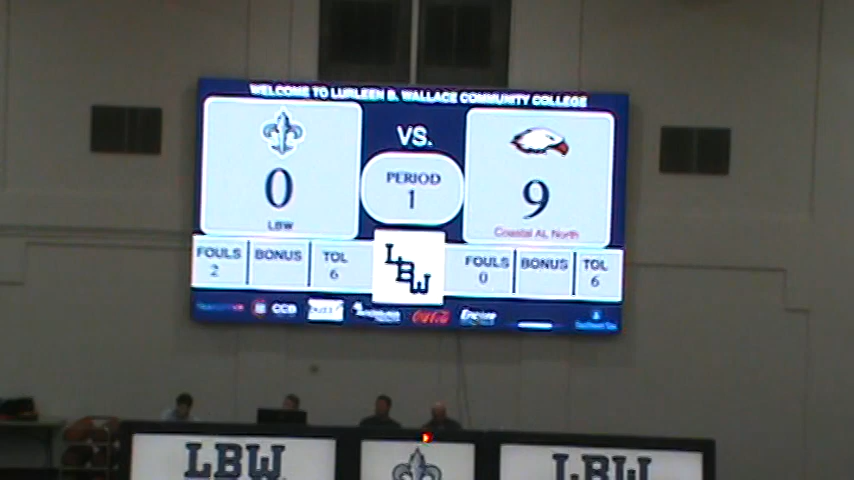 WELCOME TO LURLEEN B. WALLACE COMMUNITY COLLEGE
VS.
0
PERIOD
1
9
LBW
Coastal AL North
FOULS
2
BONUS
TOL
6
LBW
FOULS
0
BONUS
TOL
6
CCB
Coca-Cola
Encore
LBW
LBW